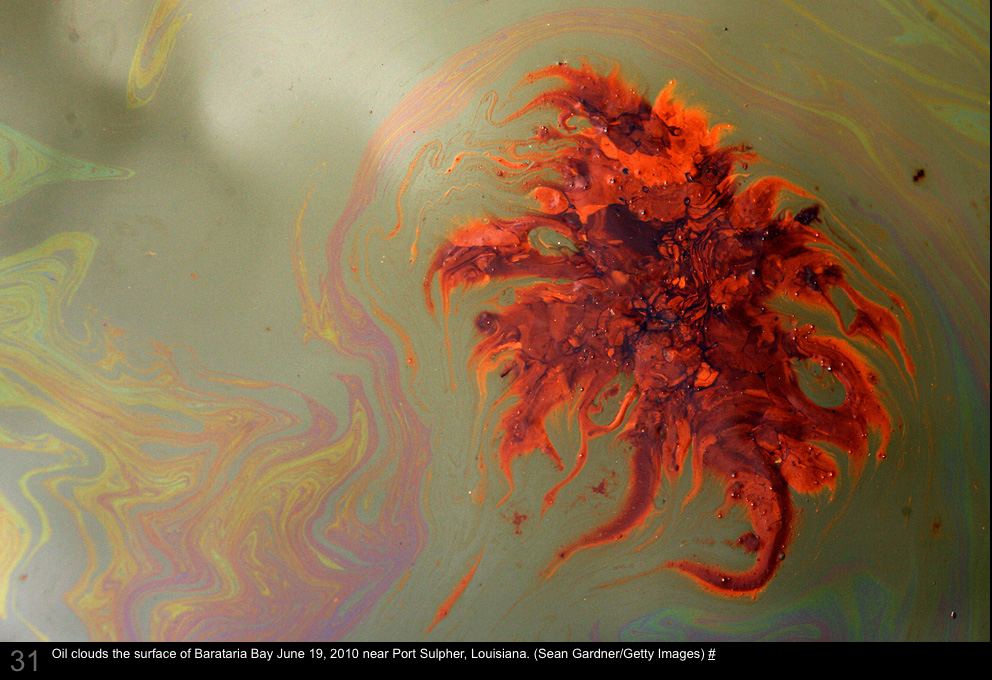 31
Oil clouds the surface of Barataria Bay June 19, 2010 near Port Sulpher, Louisiana. (Sean Gardner/Getty Images) #